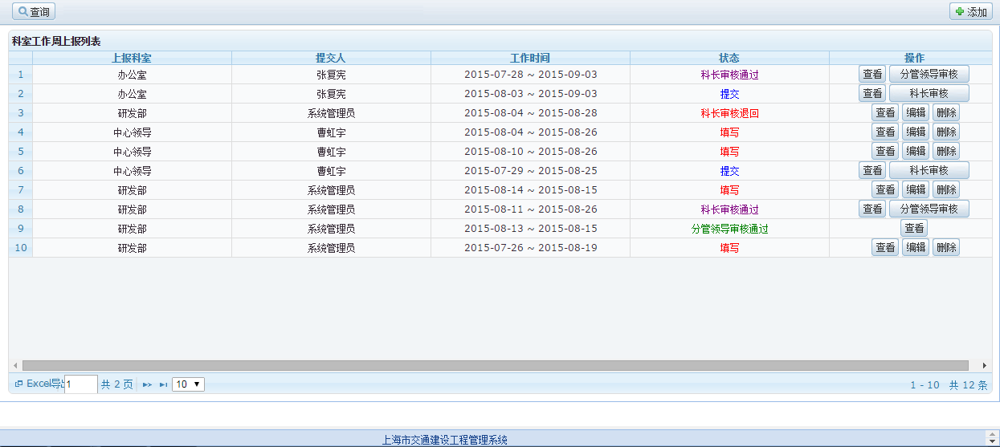 查询 添加
科室工作周上报列表
上报科室 提交人 工作时间 状态 操作
1 办公室 张复宪 2015-07-28 ~ 2015-09-03 科长审核通过 查看 分管领导审核
2 办公室 张复宪 2015-08-03 ~ 2015-09-03 提交 查看 科长审核
3 研发部 系统管理员 2015-08-04 ~ 2015-08-28 科长审核退回 查看 编辑 删除
4 中心领导 曹虹宇 2015-08-04 ~ 2015-08-26 填写 查看 编辑 删除
5 中心领导 曹虹宇 2015-08-10 ~ 2015-08-26 填写 查看 编辑 删除
6 中心领导 曹虹宇 2015-07-29 ~ 2015-08-25 提交 查看 科长审核
7 研发部 系统管理员 2015-08-14 ~ 2015-08-15 填写 查看 编辑 删除
8 研发部 系统管理员 2015-08-11 ~ 2015-08-26 科长审核通过 查看 分管领导审核
9 研发部 系统管理员 2015-08-13 ~ 2015-08-15 分管领导审核通过 查看
10 研发部 系统管理员 2015-07-26 ~ 2015-08-19 填写 查看 编辑 删除
Excel导出 1 共 2 页 10 1 - 10 共 12 条
上海市交通建设工程管理系统